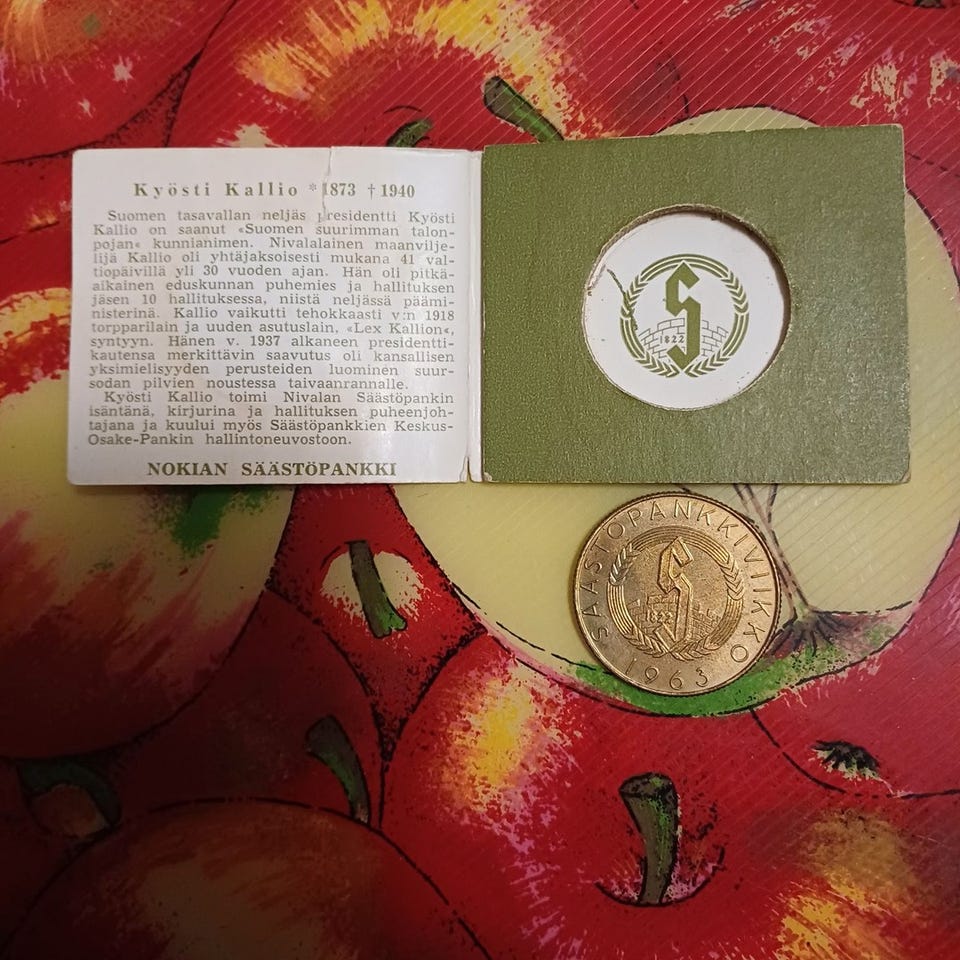 Kyösti Kallio *1873 †1940
Suomen tasavallan neljäs presidentti Kyösti
Kallio on saanut «Suomen suurimman talon-
pojan« kunnianimen. Nivalalainen maanvilje-
lijä Kallio oli yhtäjaksoisesti mukana 41 val-
tiopäivillä yli 30 vuoden ajan. Hän oli pitkä-
aikainen eduskunnan puhemies ja hallituksen
jäsen 10 hallituksessa, niistä neljässä päämi-
nisterinä. Kallio vaikutti tehokkaasti v:n 1918
torpparilain ja uuden asutuslain, «Lex Kallion«,
syntyyn. Hänen v. 1937 alkaneen presidentti-
kautensa merkittävin saavutus oli kansallisen
yksimielisyyden perusteiden luominen suur-
sodan pilvien noustessa taivaanrannalle.
Kyösti Kallio toimi Nivalan Säästöpankin
isäntänä, kirjurina ja hallituksen puheenjoh-
tajana ja kuului myös Säästöpankkien Keskus-
Osake-Pankin hallintoneuvostoon.
NOKIAN SÄÄSTÖPANKKI
S
1822
SÄÄSTÖPANKKIVIIKKO
S
1822
1963